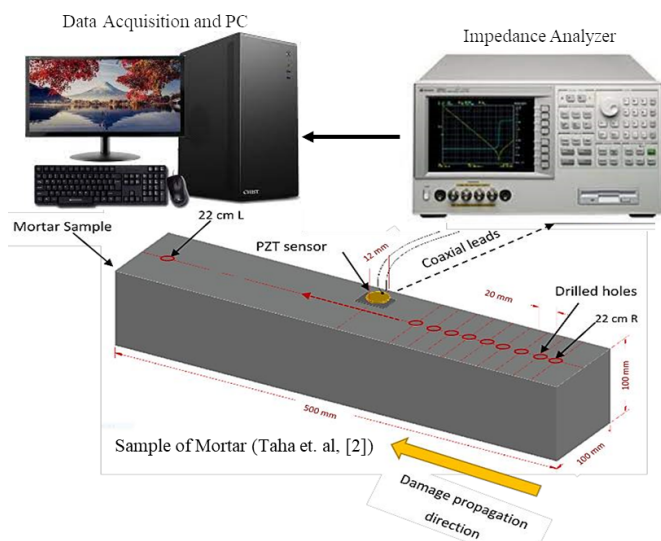 Data Acquisition and PC
Impedance Analyzer
22 cm L
Mortar Sample
PZT sensor
12 mm
Coaxial leads
20 mm
Drilled holes
22 cm R
100 mm
500 mm
100 mm
Sample of Mortar (Taha et. al, [2])
Damage propagation
direction